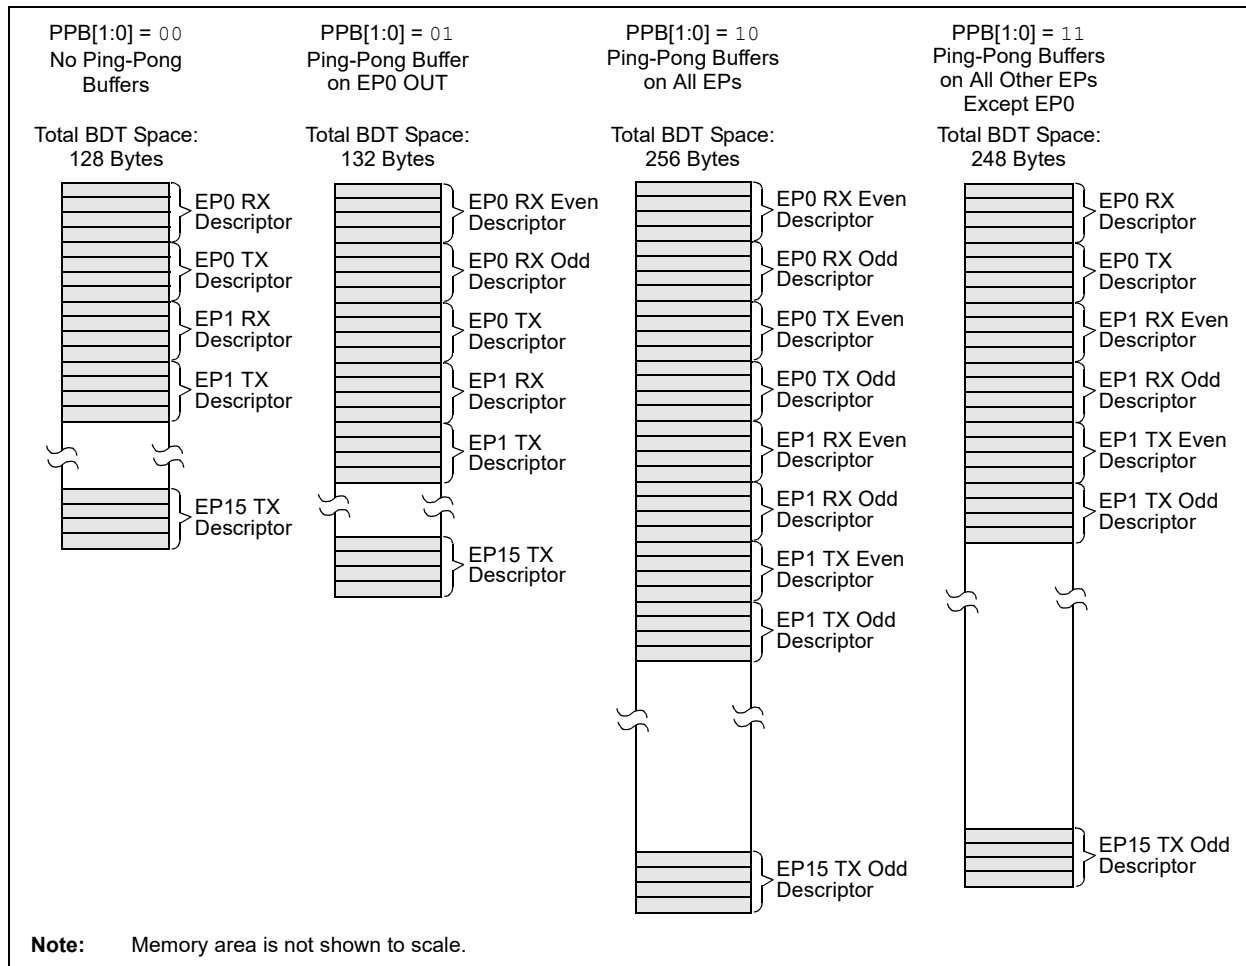 PPB[1:0] = 00
No Ping-Pong
Buffers
Total BDT Space:
128 Bytes
EP0 RX
Descriptor
EP0 TX
Descriptor
EP1 RX
Descriptor
EP1 TX
Descriptor
EP15 TX
Descriptor
PPB[1:0] = 01
Ping-Pong Buffer
on EP0 OUT
Total BDT Space:
132 Bytes
EP0 RX Even
Descriptor
EP0 RX Odd
Descriptor
EP0 TX
Descriptor
EP1 RX
Descriptor
EP1 TX
Descriptor
EP15 TX
Descriptor
PPB[1:0] = 10
Ping-Pong Buffers
on All EPs
Total BDT Space:
256 Bytes
EP0 RX Even
Descriptor
EP0 RX Odd
Descriptor
EP0 TX Even
Descriptor
EP0 TX Odd
Descriptor
EP1 RX Even
Descriptor
EP1 RX Odd
Descriptor
EP1 TX Even
Descriptor
EP1 TX Odd
Descriptor
EP15 TX Odd
Descriptor
PPB[1:0] = 11
Ping-Pong Buffers
on All Other EPs
Except EP0
Total BDT Space:
248 Bytes
EP0 RX
Descriptor
EP0 TX
Descriptor
EP1 RX Even
Descriptor
EP1 RX Odd
Descriptor
EP1 TX Even
Descriptor
EP1 TX Odd
Descriptor
EP15 TX Odd
Descriptor
Note: Memory area is not shown to scale.